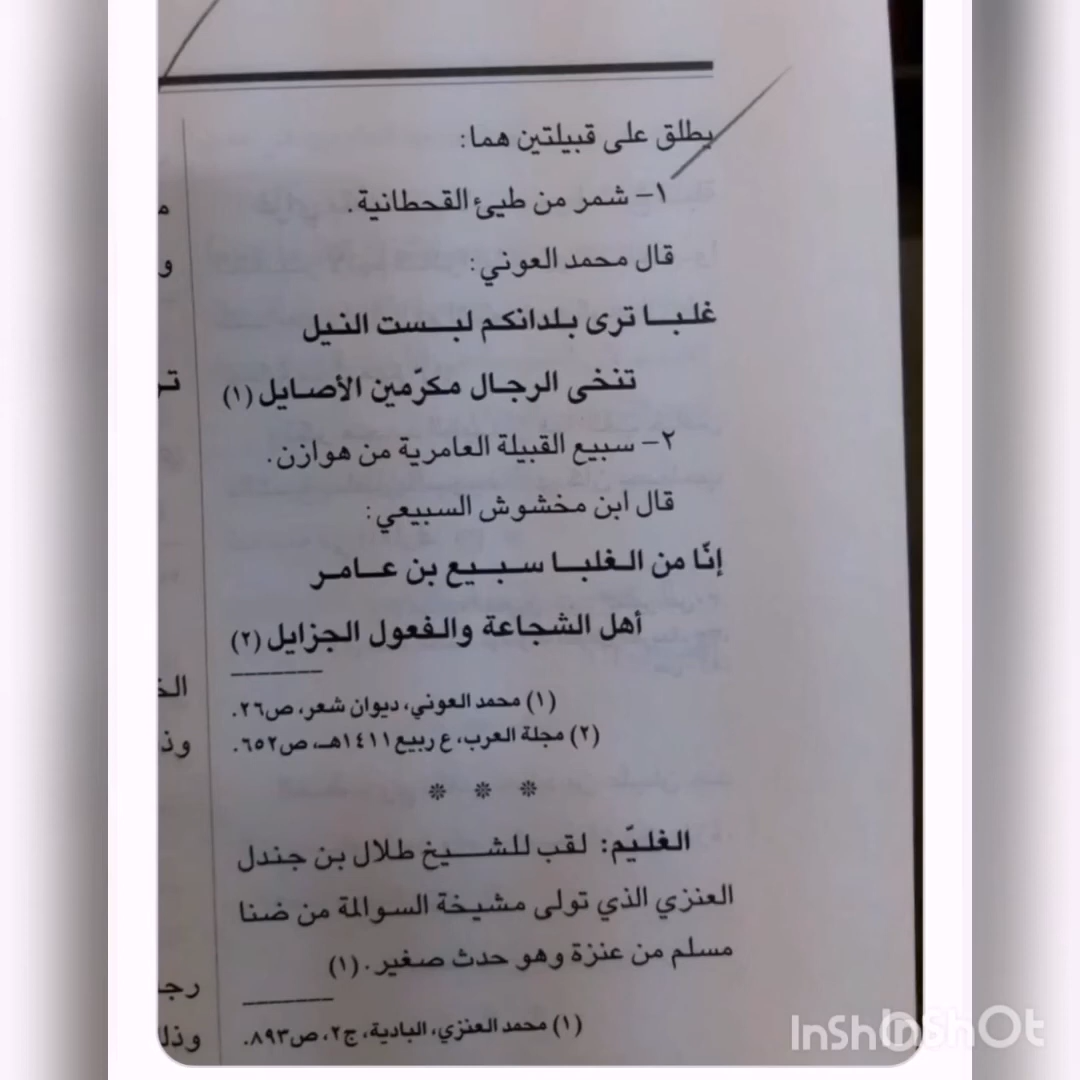 يطلق على قبيلتين هما:
١- شمر من طيئ القحطانية.
قال محمد العوني:
غلبا ترى بلدانكم لبست النيل
تنخى الرجال مكرّمين الأصايل (١)
٢- سبيع القبيلة العامرية من هوازن.
قال ابن مخشوش السبيعي:
إنّا من الغلبا سبيع بن عامر
أهل الشجاعة والفعول الجزايل (٢)
(١) محمد العوني، ديوان شعر، ص٢٦.
(٢) مجلة العرب، ع ربيع ١٤١١هـ، ص٦٥٢.
* * *
الغليّم: لقب للشيخ طلال بن جندل
العنزي الذي تولى مشيخة السوالمة من ضنا
مسلم من عنزة وهو حدث صغير. (١)
(١) محمد العنزي، البادية، ج٢، ص٨٩٣.
InShOt